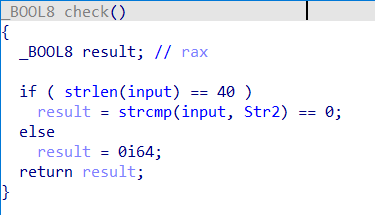 _BOOL8 check()
{
  _BOOL8 result; // rax

  if ( strlen(input) == 40 )
    result = strcmp(input, Str2) == 0;
  else
    result = 0i64;
  return result;
}